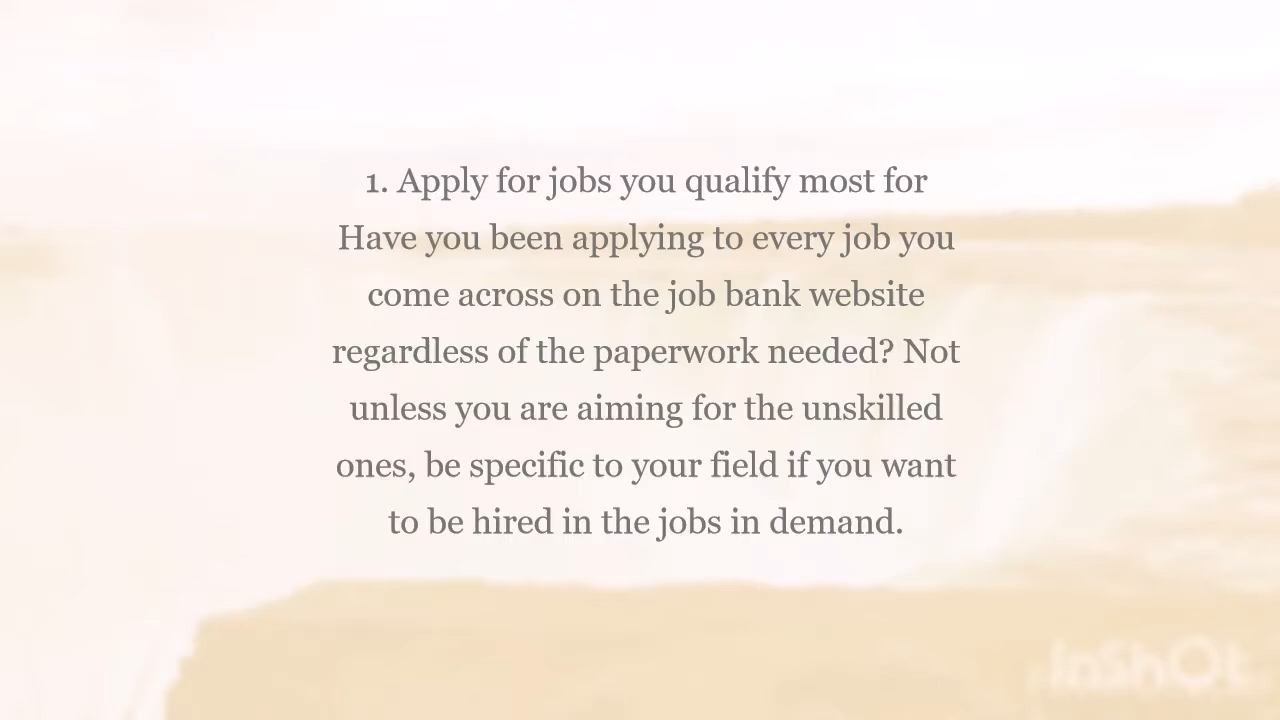 1. Apply for jobs you qualify most for
Have you been applying to every job you
come across on the job bank website
regardless of the paperwork needed? Not
unless you are aiming for the unskilled
ones, be specific to your field if you want
to be hired in the jobs in demand.
InShOt